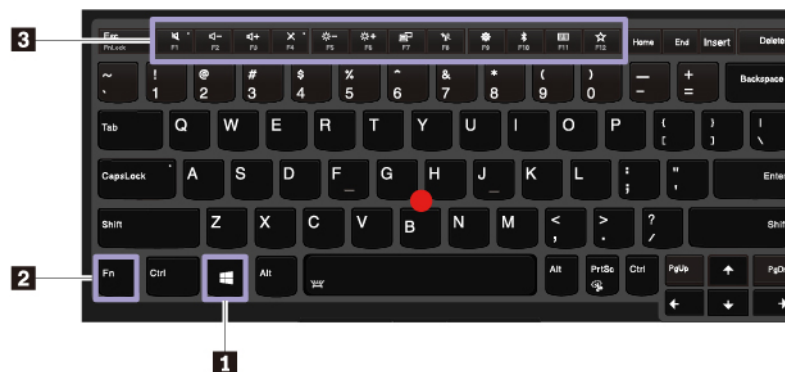 3
Esc FnLock F1 F2 F3 F4 F5 F6 F7 F8 F9 F10 F11 F12 Home End Insert Delete
~ ` ! 1 @ 2 # 3 $ 4 % 5 ^ 6 & 7 * 8 ( 9 ) 0 — - + = Backspace
Tab Q W E R T Y U I O P { [ } ] | \
CapsLock A S D F _ G H J _ K L : ; " ' Enter
Shift Z X C V B N M < , > . ? / Shift
2 Fn Ctrl Alt Alt PrtSc Ctrl PgUp ↑ PgDn
← ↓ →
1